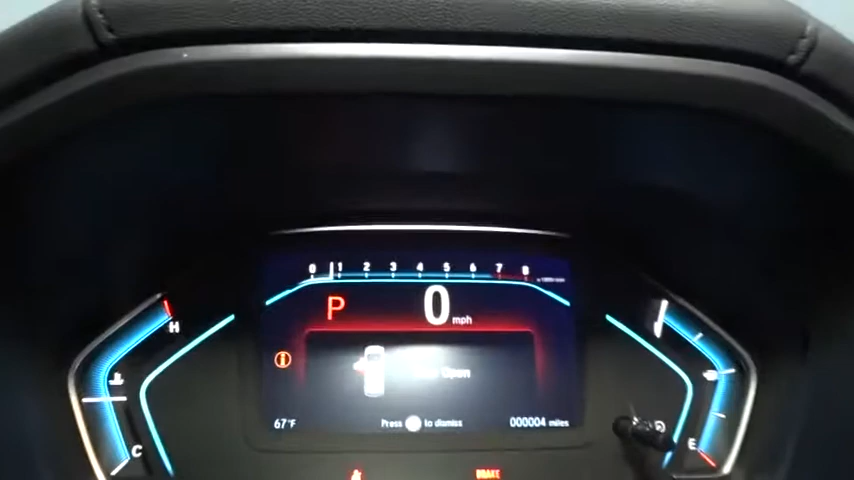 0 1 2 3 4 5 6 7 8
P 0 mph
H
Open
67°F Press to dismiss 000004 miles
C E
BRAKE